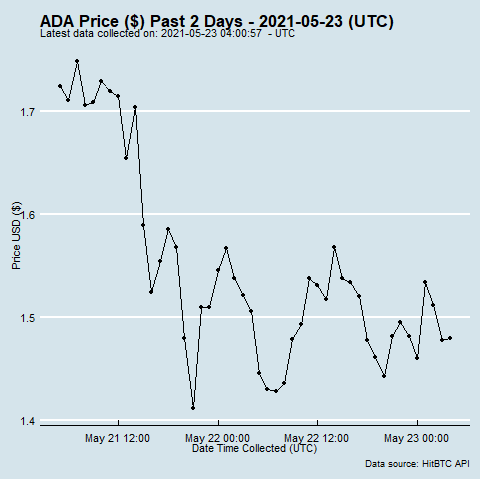 ADA Price ($) Past 2 Days - 2021-05-23 (UTC)
Latest data collected on: 2021-05-23 04:00:57 - UTC
1.7
1.6
1.5
1.4
Price USD ($)
May 21 12:00 May 22 00:00 May 22 12:00 May 23 00:00
Date Time Collected (UTC)
Data source: HitBTC API